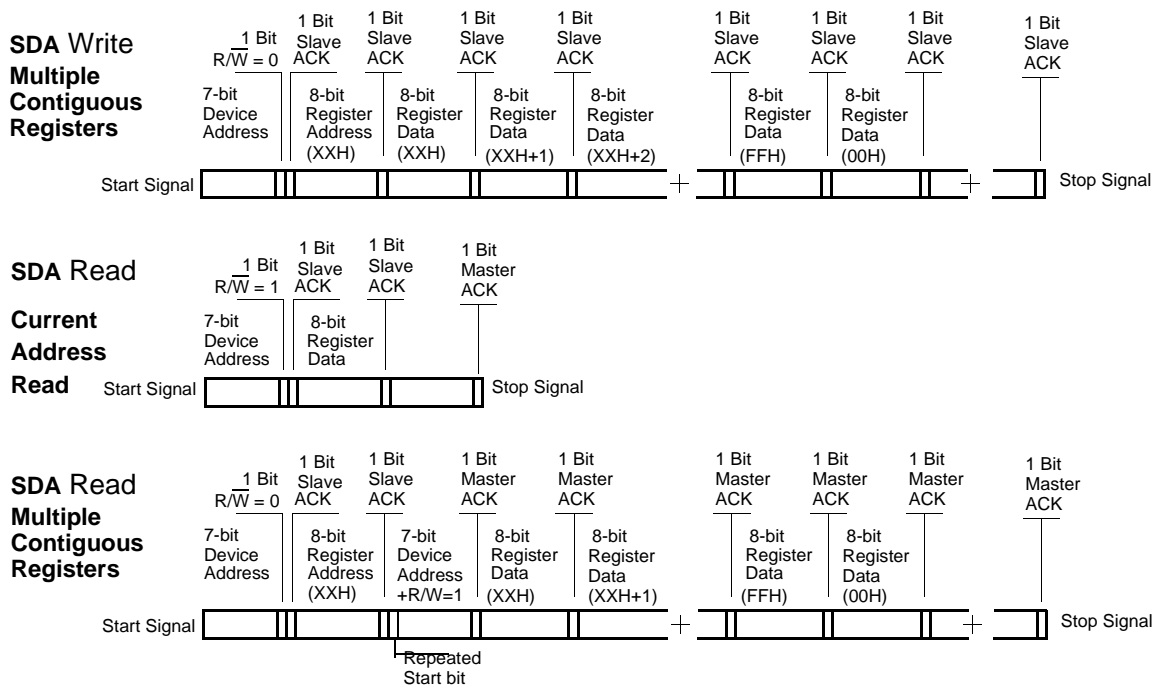 SDA Write
Multiple
Contiguous
Registers
1 Bit
R/W = 0
1 Bit
Slave
ACK
1 Bit
Slave
ACK
1 Bit
Slave
ACK
1 Bit
Slave
ACK
1 Bit
Slave
ACK
1 Bit
Slave
ACK
1 Bit
Slave
ACK
1 Bit
Slave
ACK
7-bit
Device
Address
8-bit
Register
Address
(XXH)
8-bit
Register
Data
(XXH)
8-bit
Register
Data
(XXH+1)
8-bit
Register
Data
(XXH+2)
8-bit
Register
Data
(FFH)
8-bit
Register
Data
(00H)
Start Signal
Stop Signal
SDA Read
Current
Address
Read
1 Bit
R/W = 1
1 Bit
Slave
ACK
1 Bit
Slave
ACK
1 Bit
Master
ACK
7-bit
Device
Address
8-bit
Register
Data
Start Signal
Stop Signal
SDA Read
Multiple
Contiguous
Registers
1 Bit
R/W = 0
1 Bit
Slave
ACK
1 Bit
Slave
ACK
1 Bit
Master
ACK
1 Bit
Master
ACK
1 Bit
Master
ACK
1 Bit
Master
ACK
1 Bit
Master
ACK
1 Bit
Master
ACK
7-bit
Device
Address
8-bit
Register
Address
(XXH)
7-bit
Device
Address
+R/W=1
8-bit
Register
Data
(XXH)
8-bit
Register
Data
(XXH+1)
8-bit
Register
Data
(FFH)
8-bit
Register
Data
(00H)
Start Signal
Stop Signal
Repeated
Start bit